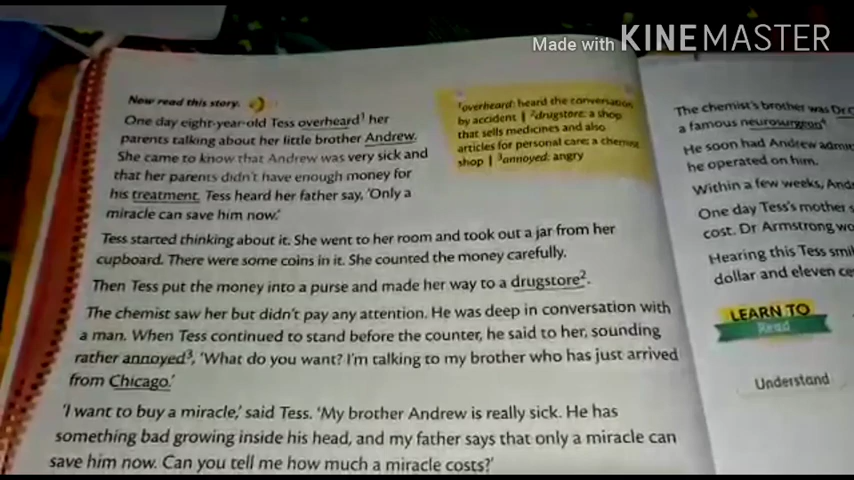 Made with KINEMASTER
Now read this story.
One day eight-year-old Tess overheard¹ her
parents talking about her little brother Andrew.
She came to know that Andrew was very sick and
that her parents didn't have enough money for
his treatment. Tess heard her father say, 'Only a
miracle can save him now.'
¹overheard: heard the conversation
by accident | ²drugstore: a shop
that sells medicines and also
articles for personal care; a chemist
shop | ³annoyed: angry
Tess started thinking about it. She went to her room and took out a jar from her
cupboard. There were some coins in it. She counted the money carefully.
Then Tess put the money into a purse and made her way to a drugstore².
The chemist saw her but didn't pay any attention. He was deep in conversation with
a man. When Tess continued to stand before the counter, he said to her, sounding
rather annoyed³, 'What do you want? I'm talking to my brother who has just arrived
from Chicago.'
'I want to buy a miracle,' said Tess. 'My brother Andrew is really sick. He has
something bad growing inside his head, and my father says that only a miracle can
save him now. Can you tell me how much a miracle costs?'
The chemist's brother was Dr
a famous neurosurgeon⁴
He soon had Andrew
he operated on him.
Within a few weeks,
One day Tess's mother
cost. Dr Armstrong
Hearing this Tess
dollar and eleven
LEARN TO
Read
Understand